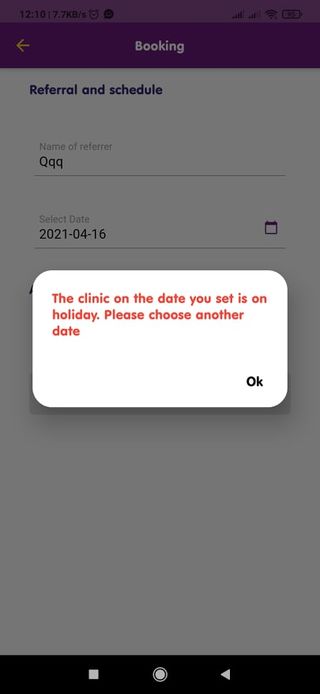 12:10 | 7.7KB/s
Booking
Referral and schedule
Name of referrer
Qqq
Select Date
2021-04-16
The clinic on the date you set is on
holiday. Please choose another
date
Ok